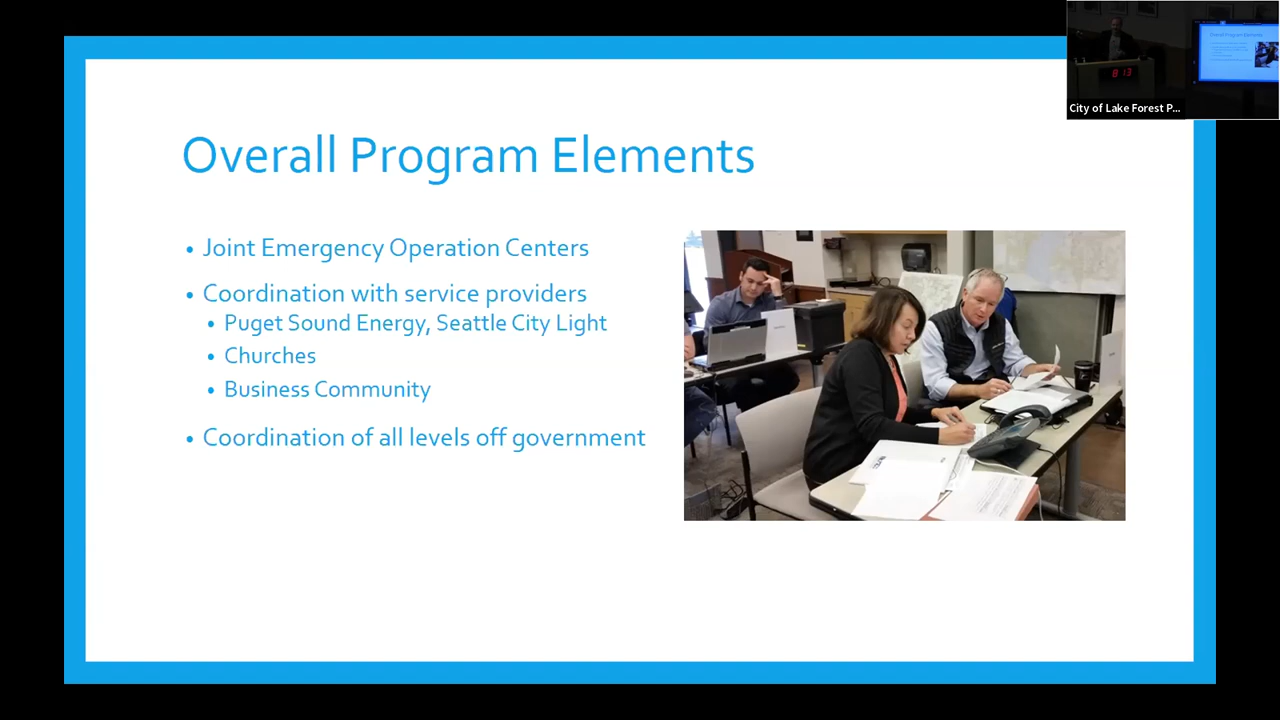 City of Lake Forest P...
813
Overall Program Elements
• Joint Emergency Operation Centers
• Coordination with service providers
• Puget Sound Energy, Seattle City Light
• Churches
• Business Community
• Coordination of all levels off government